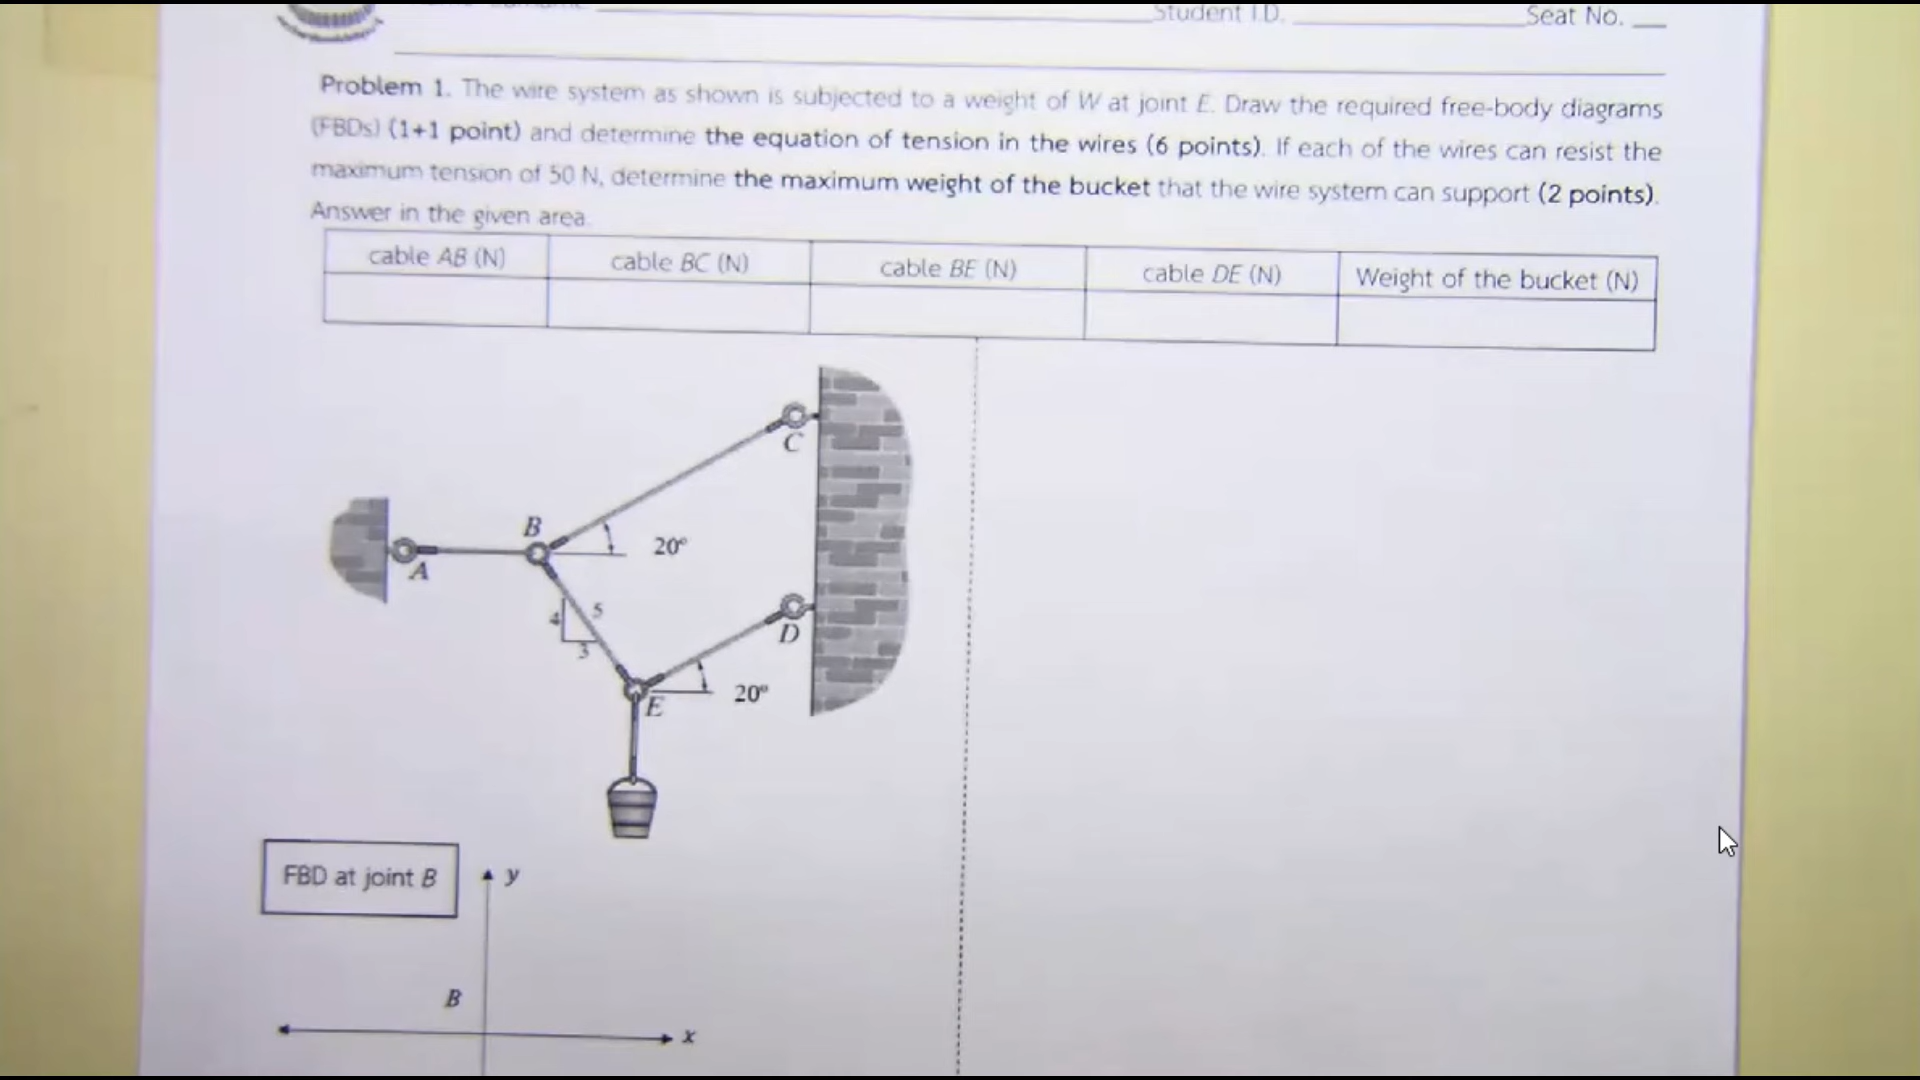 Student I.D. Seat No.
Problem 1. The wire system as shown is subjected to a weight of W at joint E. Draw the required free-body diagrams
(FBDs) (1+1 point) and determine the equation of tension in the wires (6 points). If each of the wires can resist the
maximum tension of 50 N, determine the maximum weight of the bucket that the wire system can support (2 points).
Answer in the given area.
cable AB (N) cable BC (N) cable BE (N) cable DE (N) Weight of the bucket (N)
C
B
20°
A
5
4
3
D
20°
E
FBD at joint B
y
B
x